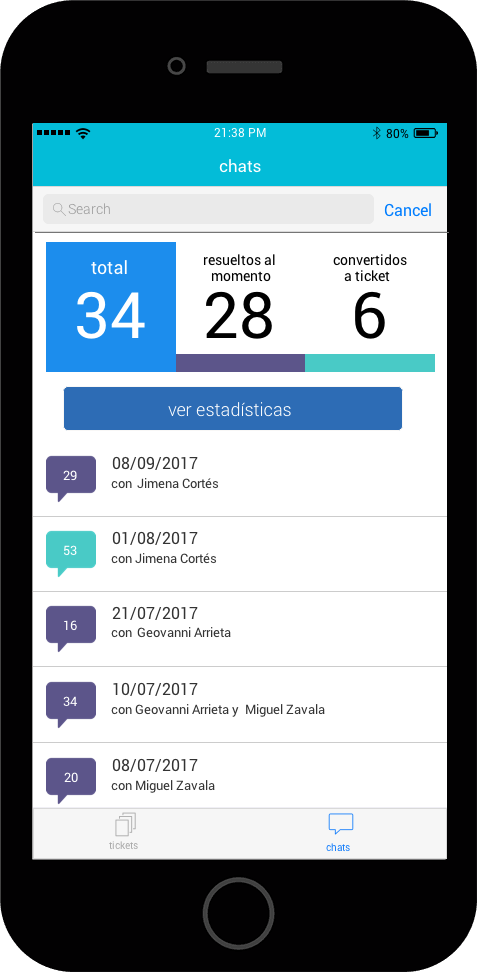 21:38 PM
80%
chats
Search
Cancel
total
34
resueltos al
momento
28
convertidos
a ticket
6
ver estadísticas
29
08/09/2017
con Jimena Cortés
53
01/08/2017
con Jimena Cortés
16
21/07/2017
con Geovanni Arrieta
34
10/07/2017
con Geovanni Arrieta y Miguel Zavala
20
08/07/2017
con Miguel Zavala
tickets
chats